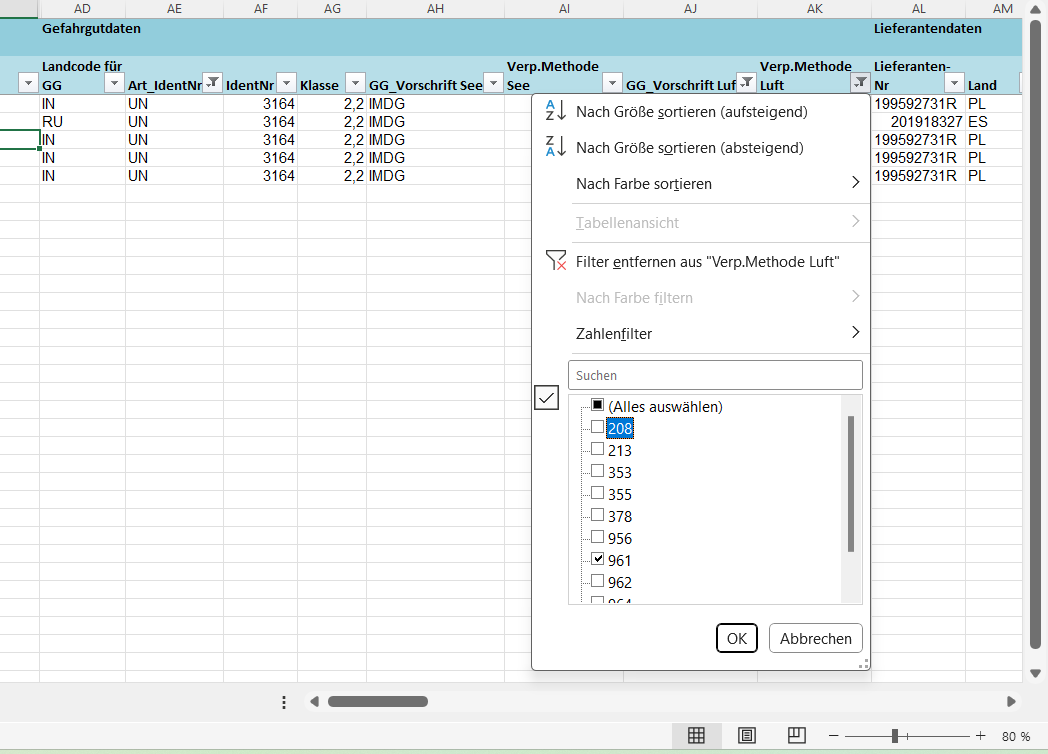 AD AE AF AG AH AI AJ AK AL AM
Gefahrgutdaten Lieferantendaten
Landcode für Verp.Methode Verp.Methode Lieferanten-
GG Art_IdentNr IdentNr Klasse GG_Vorschrift See See GG_Vorschrift Luf Luft Nr Land
IN UN 3164 2,2 IMDG 199592731R PL
RU UN 3164 2,2 IMDG 201918327 ES
IN UN 3164 2,2 IMDG 199592731R PL
IN UN 3164 2,2 IMDG 199592731R PL
IN UN 3164 2,2 IMDG 199592731R PL
Nach Größe sortieren (aufsteigend)
Nach Größe sortieren (absteigend)
Nach Farbe sortieren
Tabellenansicht
Filter entfernen aus "Verp.Methode Luft"
Nach Farbe filtern
Zahlenfilter
Suchen
(Alles auswählen)
208
213
353
355
378
956
961
962
964
OK Abbrechen
80 %